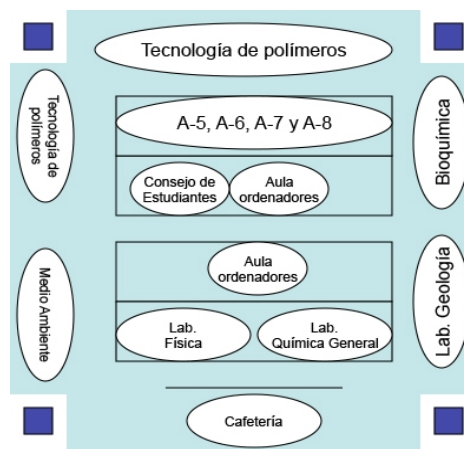 Tecnología de polímeros
Tecnología de
polímeros
A-5, A-6, A-7 y A-8
Bioquímica
Consejo de
Estudiantes
Aula
ordenadores
Medio Ambiente
Aula
ordenadores
Lab. Geología
Lab.
Física
Lab.
Química General
Cafetería